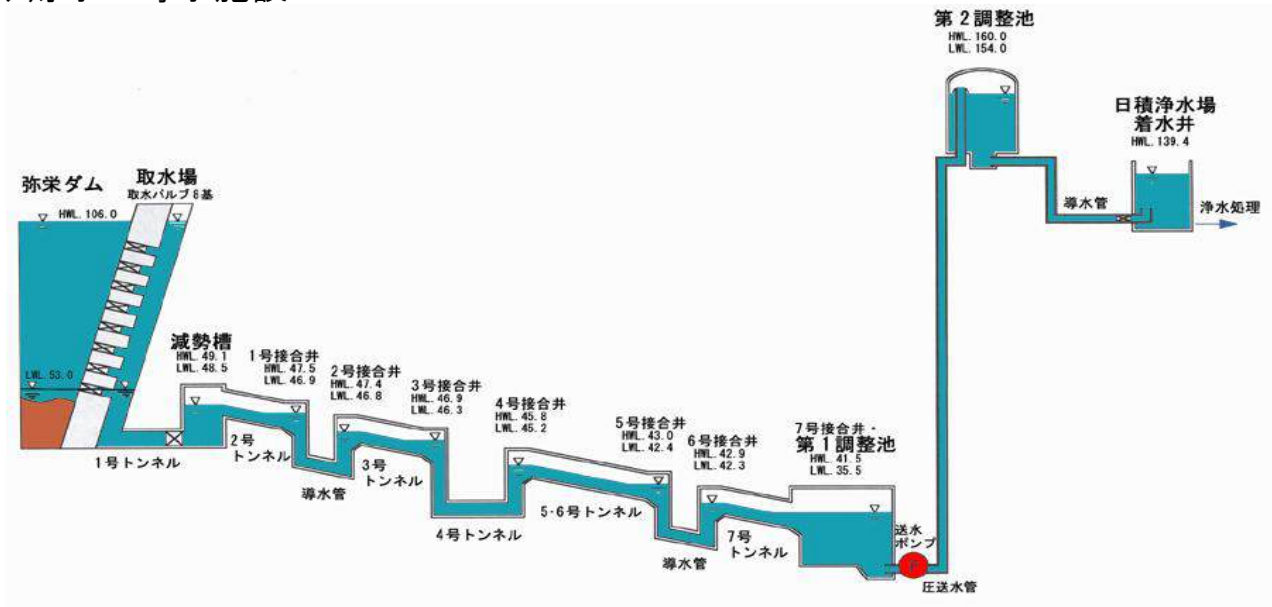 第2調整池
HWL. 160.0
LWL. 154.0
日積浄水場
着水井
HWL. 139.4
弥栄ダム
取水場
取水バルブ8基
HWL. 106.0
導水管
浄水処理
減勢槽
HWL. 49.1
LWL. 48.5
1号接合井
HWL. 47.5
LWL. 46.9
2号接合井
HWL. 47.4
LWL. 46.8
3号接合井
HWL. 46.9
LWL. 46.3
4号接合井
HWL. 45.8
LWL. 45.2
5号接合井
HWL. 43.0
LWL. 42.4
6号接合井
HWL. 42.9
LWL. 42.3
7号接合井・
第1調整池
HWL. 41.5
LWL. 35.5
LWL. 53.0
1号トンネル
2号
トンネル
導水管
3号
トンネル
4号トンネル
5・6号トンネル
導水管
7号
トンネル
送水
ポンプ
P
圧送水管